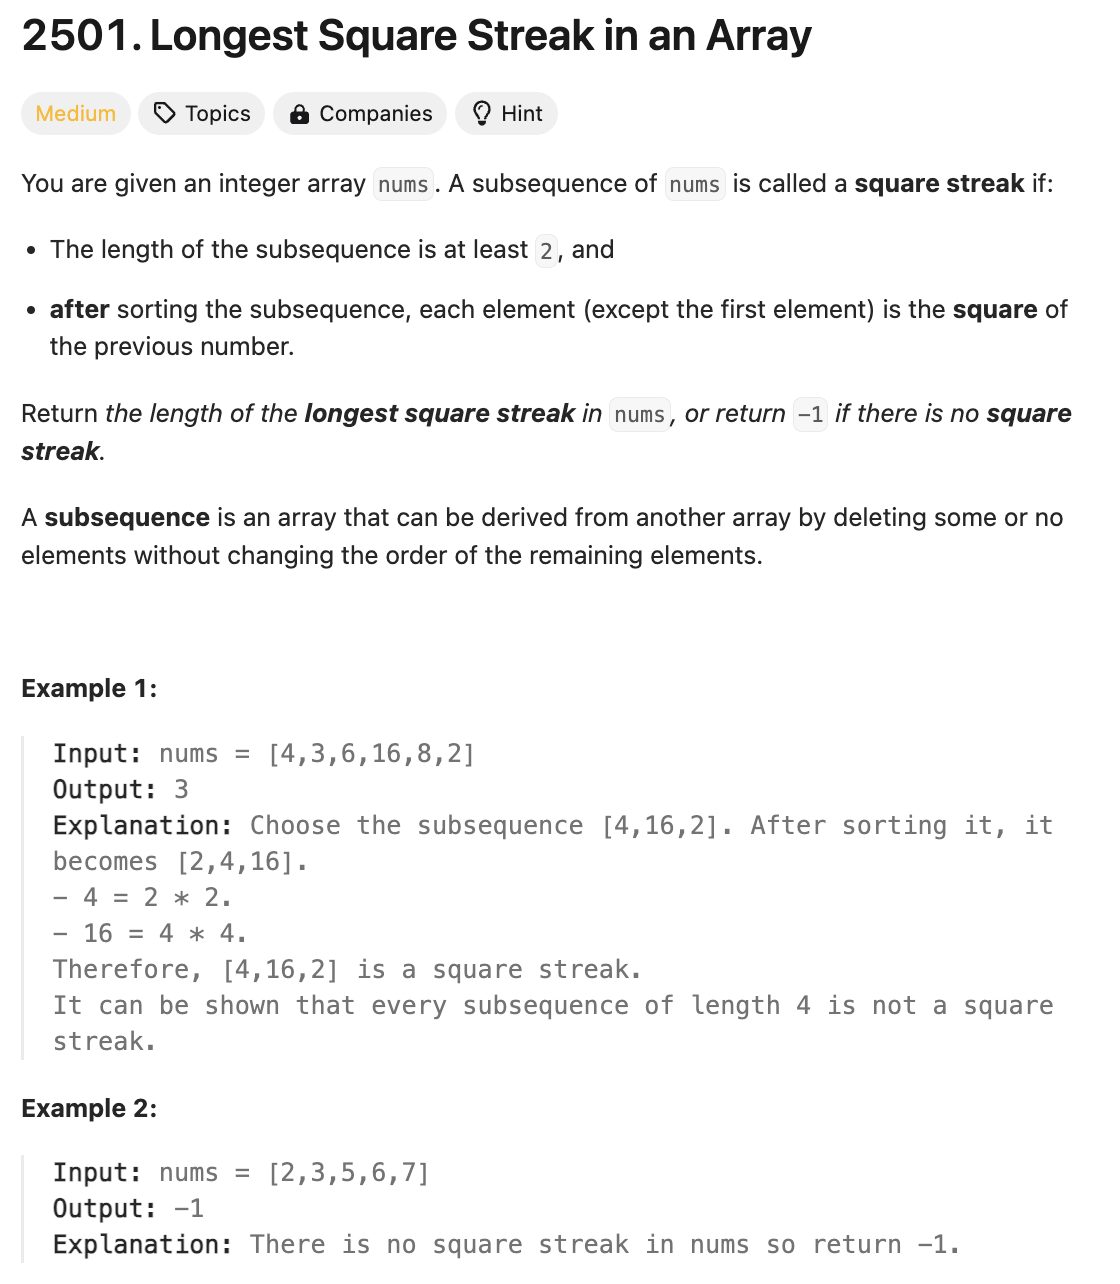 2501. Longest Square Streak in an Array
Medium Topics Companies Hint
You are given an integer array nums. A subsequence of nums is called a square streak if:
• The length of the subsequence is at least 2, and
• after sorting the subsequence, each element (except the first element) is the square of
the previous number.
Return the length of the longest square streak in nums, or return -1 if there is no square
streak.
A subsequence is an array that can be derived from another array by deleting some or no
elements without changing the order of the remaining elements.
Example 1:
Input: nums = [4,3,6,16,8,2]
Output: 3
Explanation: Choose the subsequence [4,16,2]. After sorting it, it
becomes [2,4,16].
- 4 = 2 * 2.
- 16 = 4 * 4.
Therefore, [4,16,2] is a square streak.
It can be shown that every subsequence of length 4 is not a square
streak.
Example 2:
Input: nums = [2,3,5,6,7]
Output: -1
Explanation: There is no square streak in nums so return -1.